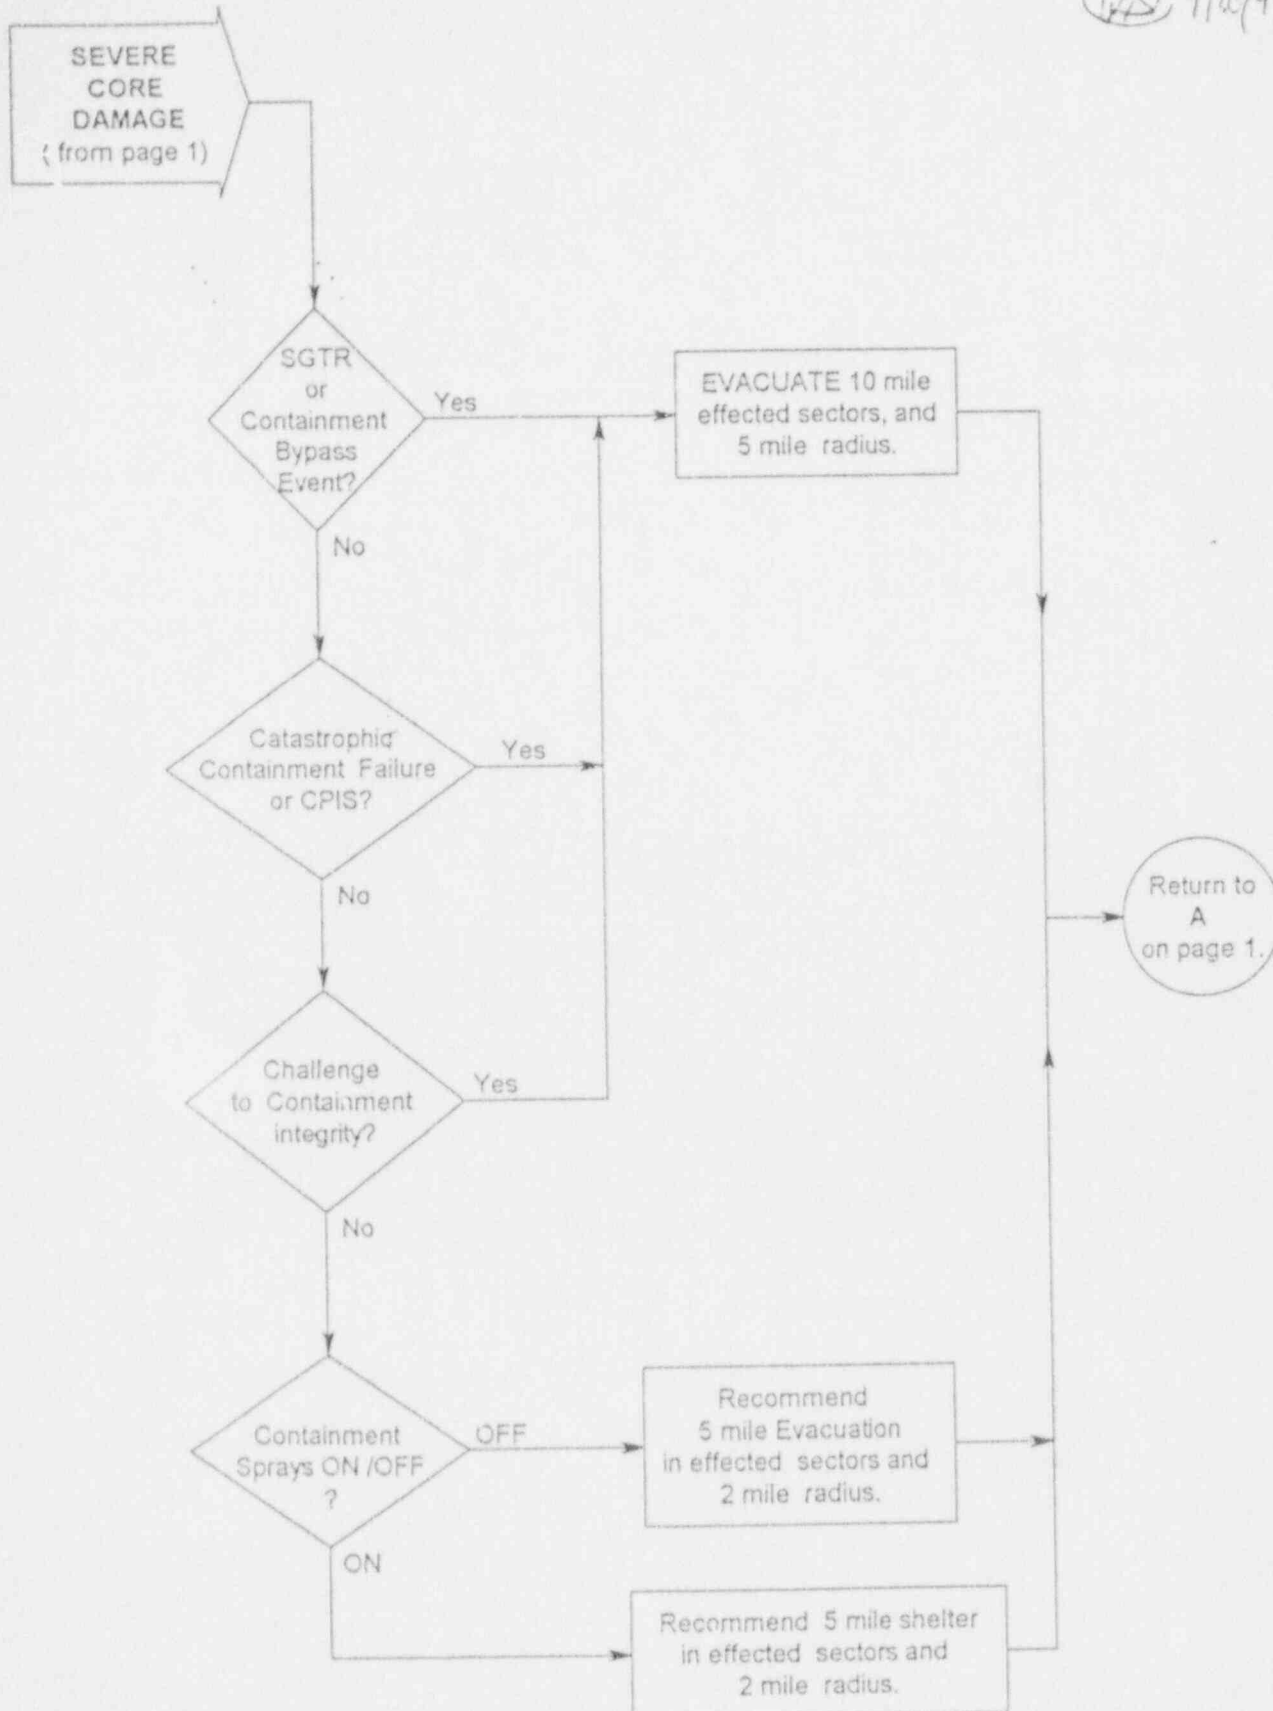 SEVERE
CORE
DAMAGE
( from page 1)
SGTR
or
Containment
Bypass
Event?
Yes
EVACUATE 10 mile
effected sectors, and
5 mile radius.
No
Catastrophic
Containment Failure
or CPIS?
Yes
No
Return to
A
on page 1.
Challenge
to Containment
integrity?
Yes
No
Containment
Sprays ON /OFF
?
OFF
Recommend
5 mile Evacuation
in effected sectors and
2 mile radius.
ON
Recommend 5 mile shelter
in effected sectors and
2 mile radius.